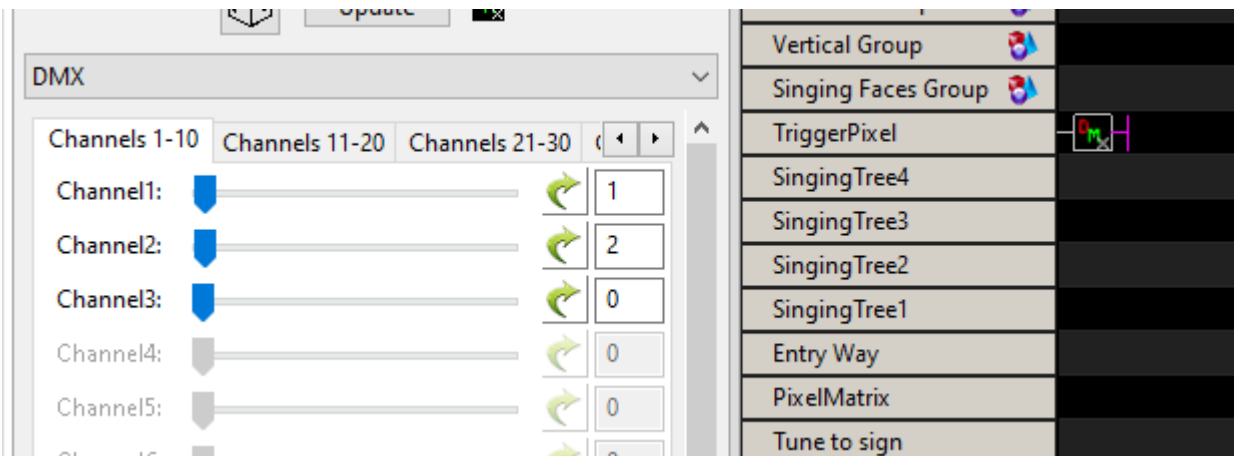 Update
DMX
Channels 1-10 Channels 11-20 Channels 21-30
Channel1: 1
Channel2: 2
Channel3: 0
Channel4: 0
Channel5: 0
Vertical Group
Singing Faces Group
TriggerPixel
SingingTree4
SingingTree3
SingingTree2
SingingTree1
Entry Way
PixelMatrix
Tune to sign